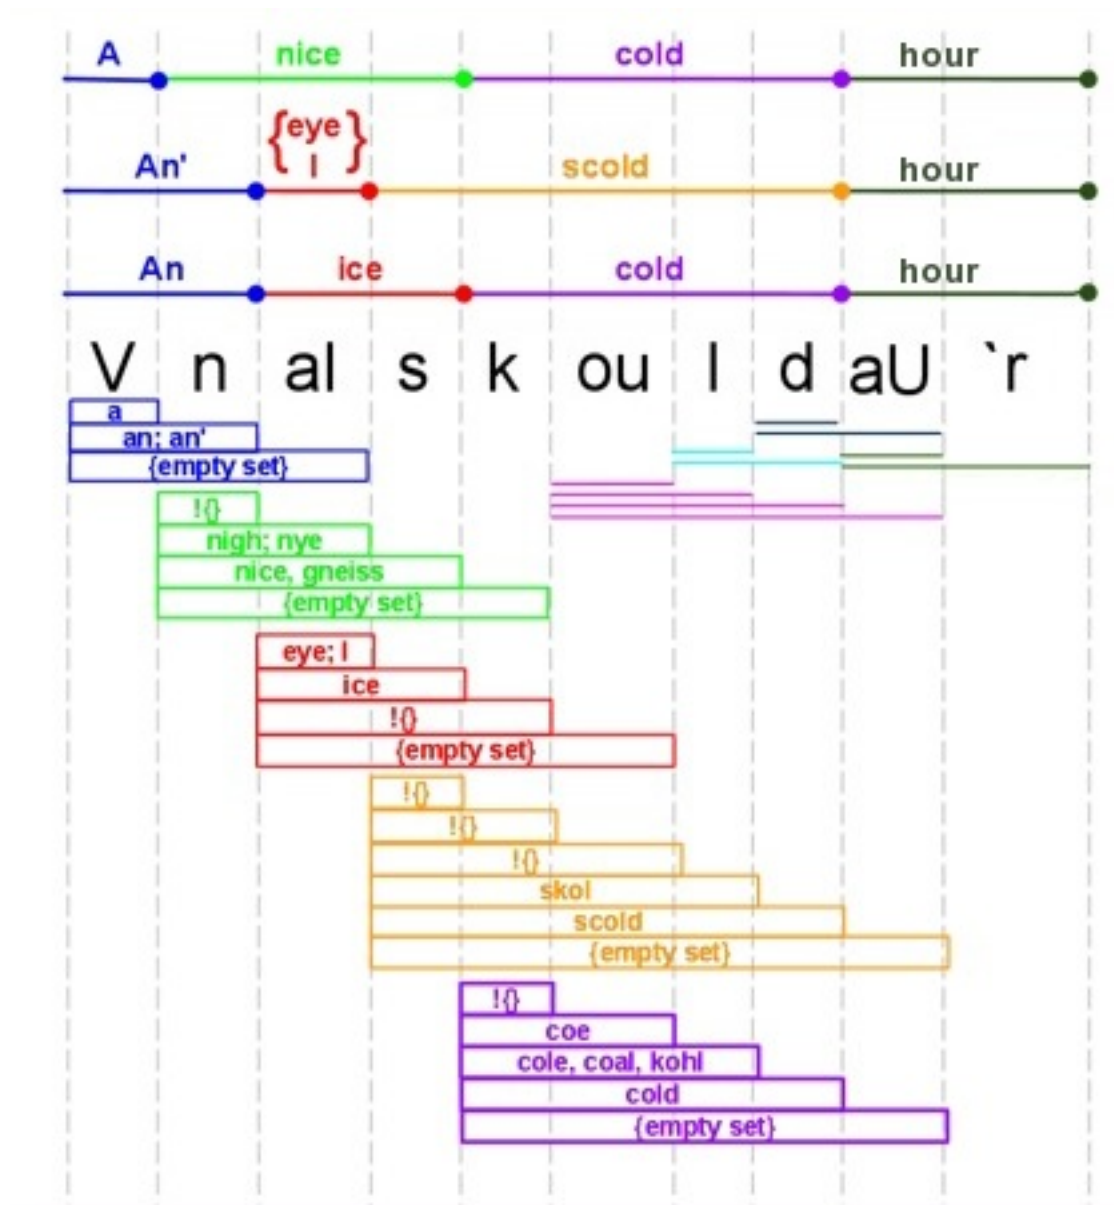 A nice cold hour
{eye
I}
An' scold hour
An ice cold hour
V n aI s k ou l d aU `r
a
an; an'
{empty set}
!{}
nigh; nye
nice, gneiss
{empty set}
eye; I
ice
!{}
{empty set}
!{}
!{}
!{}
skol
scold
{empty set}
!{}
coe
cole, coal, kohl
cold
{empty set}